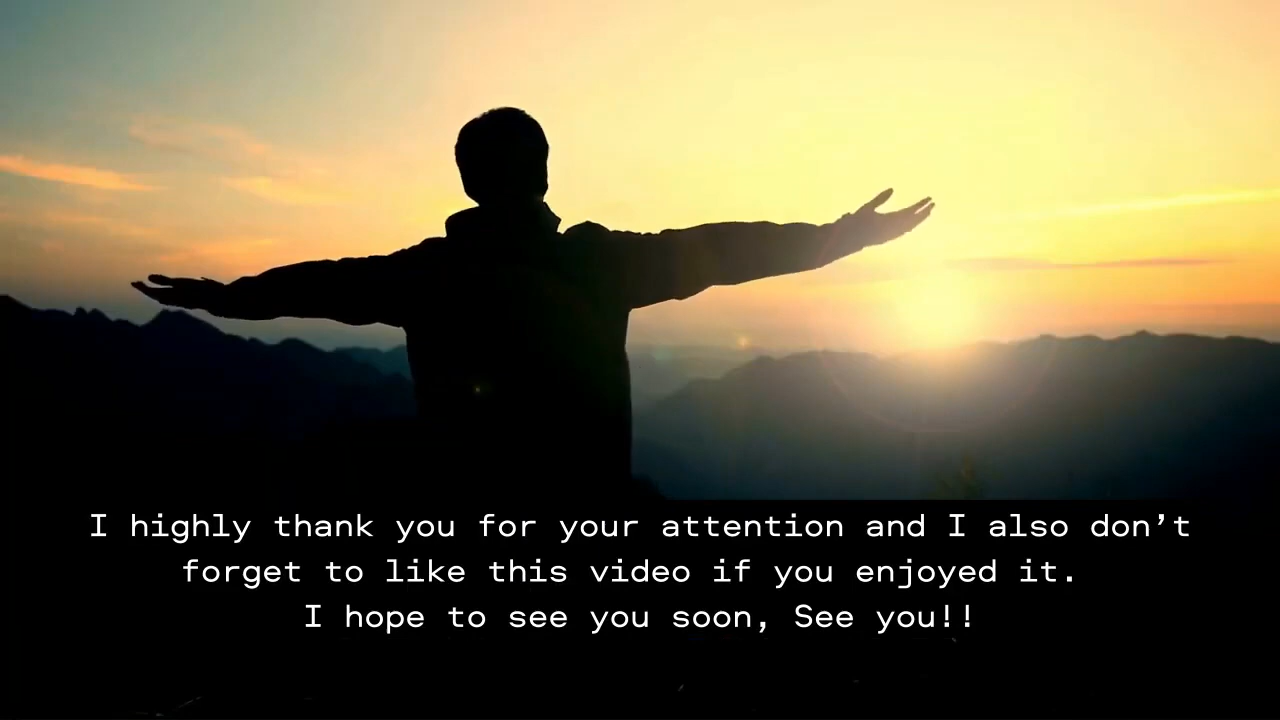 I highly thank you for your attention and I also don’t
forget to like this video if you enjoyed it.
I hope to see you soon, See you!!